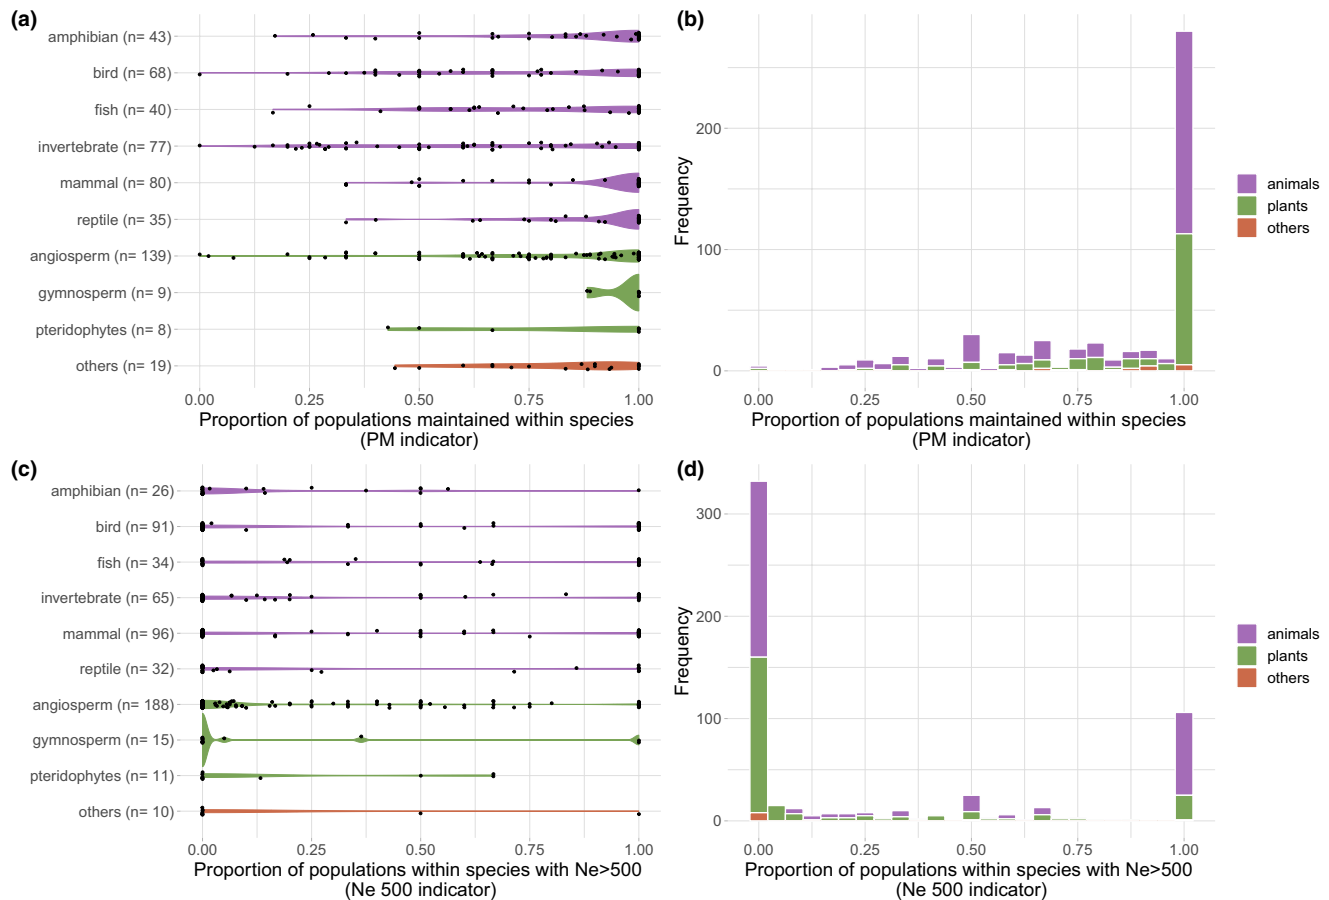 (a)
amphibian (n= 43)
bird (n= 68)
fish (n= 40)
invertebrate (n= 77)
mammal (n= 80)
reptile (n= 35)
angiosperm (n= 139)
gymnosperm (n= 9)
pteridophytes (n= 8)
others (n= 19)
0.00 0.25 0.50 0.75 1.00
Proportion of populations maintained within species
(PM indicator)
(b)
Frequency
200
100
0
0.00 0.25 0.50 0.75 1.00
Proportion of populations maintained within species
(PM indicator)
animals
plants
others
(c)
amphibian (n= 26)
bird (n= 91)
fish (n= 34)
invertebrate (n= 65)
mammal (n= 96)
reptile (n= 32)
angiosperm (n= 188)
gymnosperm (n= 15)
pteridophytes (n= 11)
others (n= 10)
0.00 0.25 0.50 0.75 1.00
Proportion of populations within species with Ne>500
(Ne 500 indicator)
(d)
Frequency
300
200
100
0
0.00 0.25 0.50 0.75 1.00
Proportion of populations within species with Ne>500
(Ne 500 indicator)
animals
plants
others